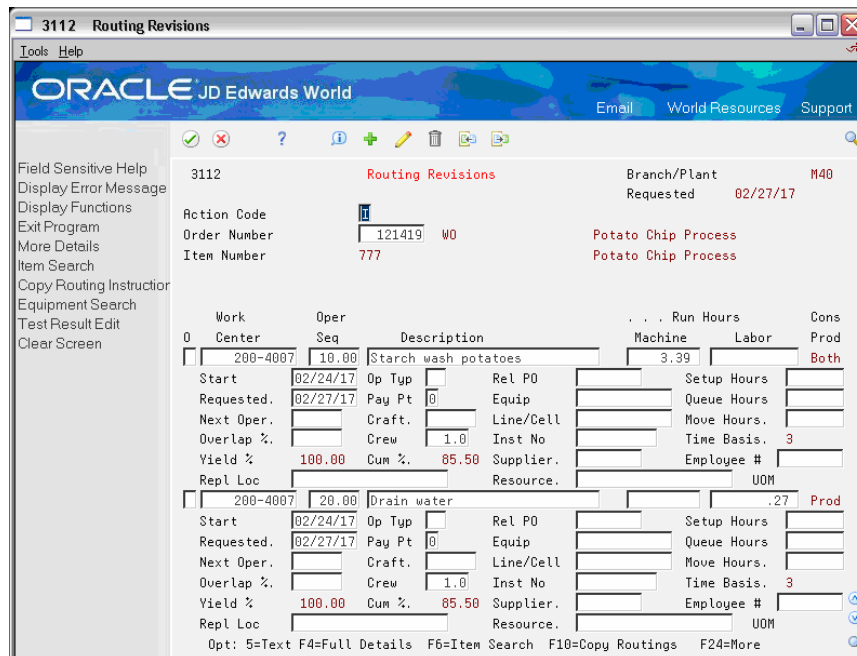 3112 Routing Revisions
Tools Help
ORACLE JD Edwards World
Email World Resources Support
Field Sensitive Help
Display Error Message
Display Functions
Exit Program
More Details
Item Search
Copy Routing Instruction
Equipment Search
Test Result Edit
Clear Screen
3112 Routing Revisions Branch/Plant M40
Requested 02/27/17
Action Code I
Order Number 121419 WO Potato Chip Process
Item Number 777 Potato Chip Process
Work Oper . . . Run Hours Cons
O Center Seq Description Machine Labor Prod
200-4007 10.00 Starch wash potatoes 3.39 Both
Start 02/24/17 Op Typ Rel PO Setup Hours
Requested. 02/27/17 Pay Pt 0 Equip Queue Hours
Next Oper. Craft. Line/Cell Move Hours.
Overlap %. Crew 1.0 Inst No Time Basis. 3
Yield % 100.00 Cum %. 85.50 Supplier. Employee #
Repl Loc Resource. UOM
200-4007 20.00 Drain water .27 Prod
Start 02/24/17 Op Typ Rel PO Setup Hours
Requested. 02/27/17 Pay Pt 0 Equip Queue Hours
Next Oper. Craft. Line/Cell Move Hours.
Overlap %. Crew 1.0 Inst No Time Basis. 3
Yield % 100.00 Cum %. 85.50 Supplier. Employee #
Repl Loc Resource. UOM
Opt: 5=Text F4=Full Details F6=Item Search F10=Copy Routings F24=More